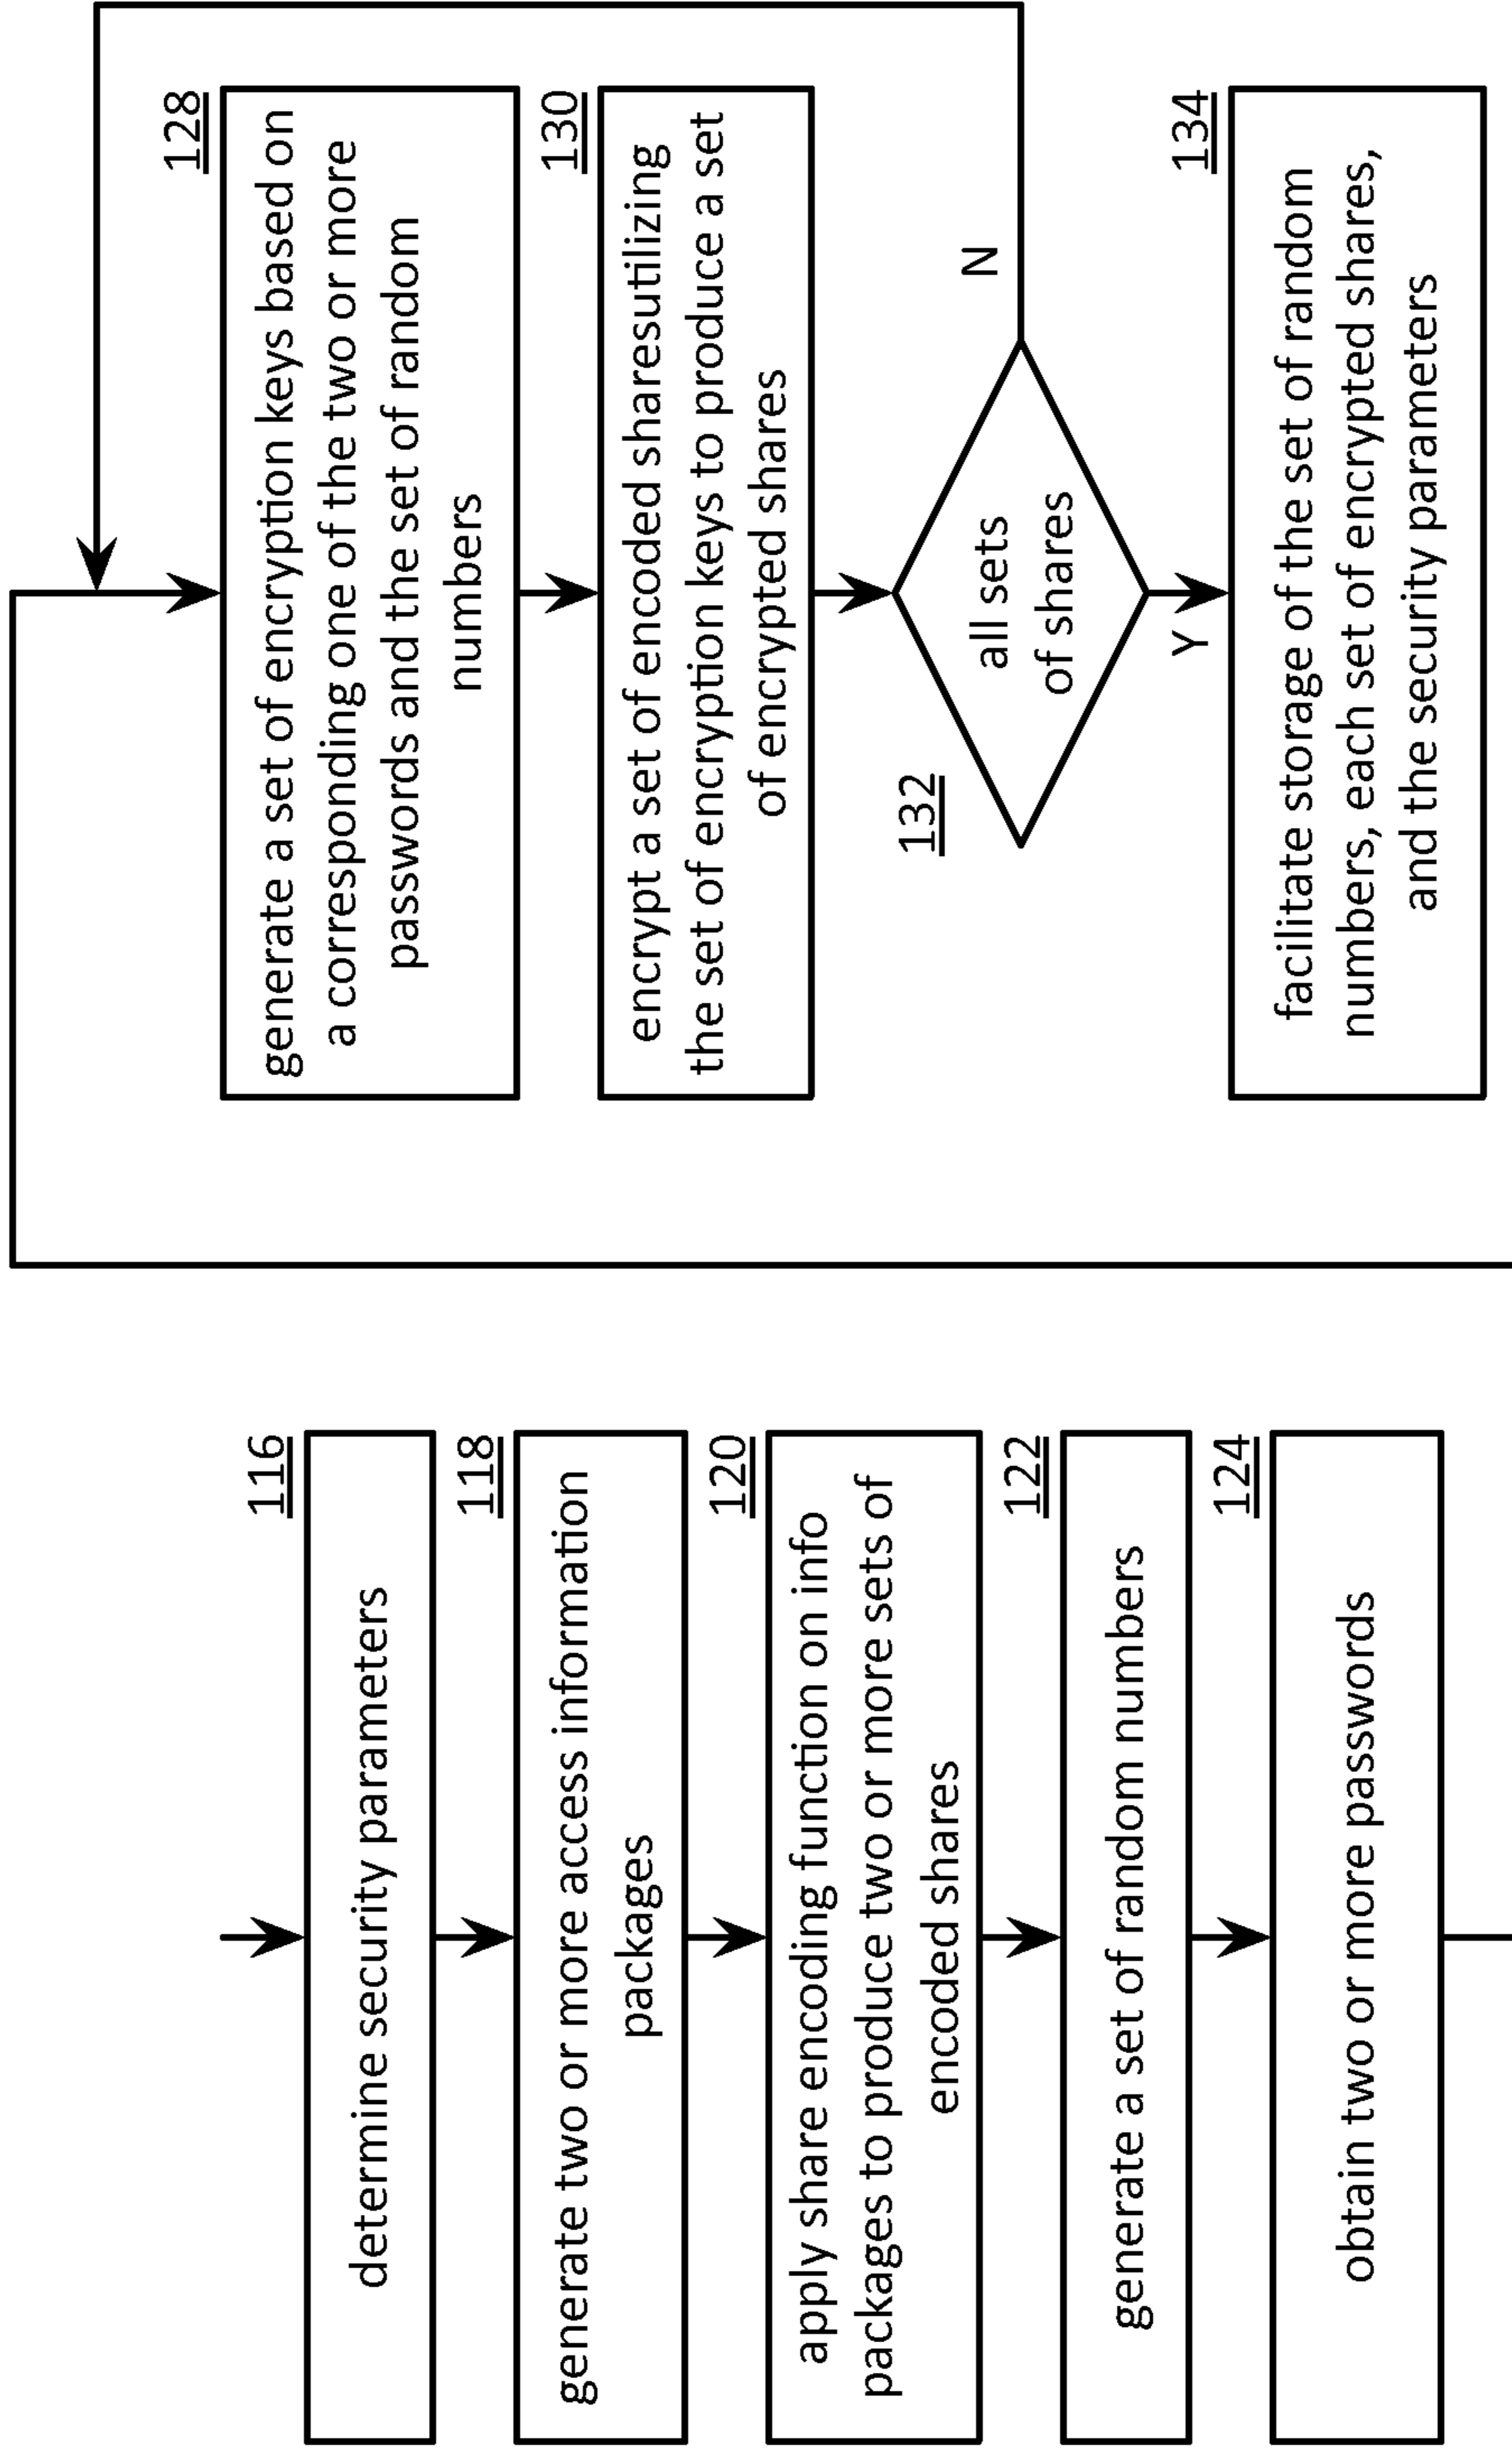 116
determine security parameters
118
generate two or more access information
packages
120
apply share encoding function on info
packages to produce two or more sets of
encoded shares
122
generate a set of random numbers
124
obtain two or more passwords
128
generate a set of encryption keys based on
a corresponding one of the two or more
passwords and the set of random
numbers
130
encrypt a set of encoded sharesutilizing
the set of encryption keys to produce a set
of encrypted shares
132
all sets
of shares
N
Y
134
facilitate storage of the set of random
numbers, each set of encrypted shares,
and the security parameters